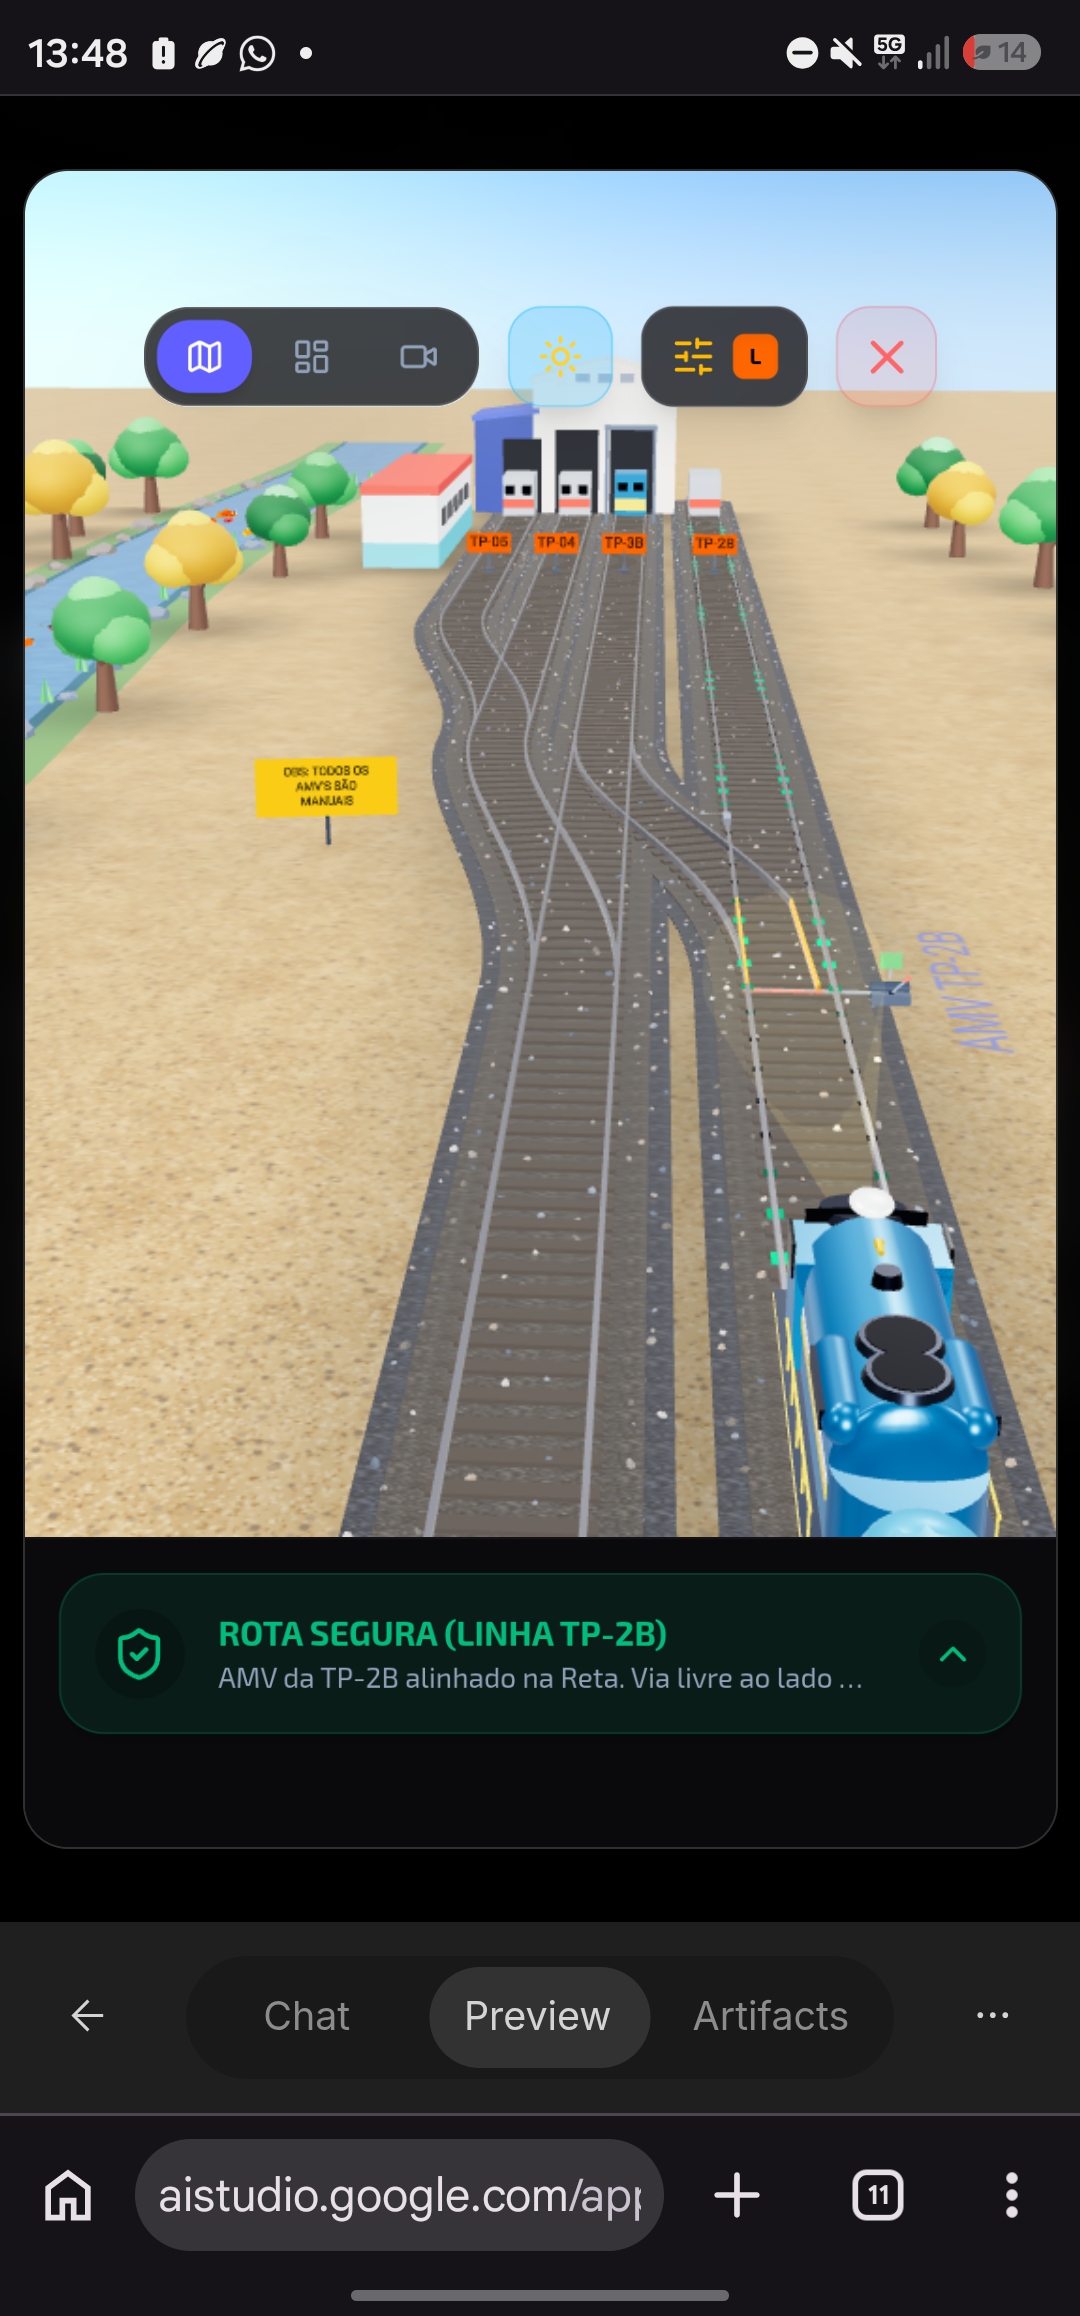 13:48
5G
14
L
TP-05
TP-04
TP-3B
TP-2B
OBS: TODOS OS
AMV'S SÃO
MANUAIS
AMV TP-2B
ROTA SEGURA (LINHA TP-2B)
AMV da TP-2B alinhado na Reta. Via livre ao lado ...
Chat
Preview
Artifacts
aistudio.google.com/app
11